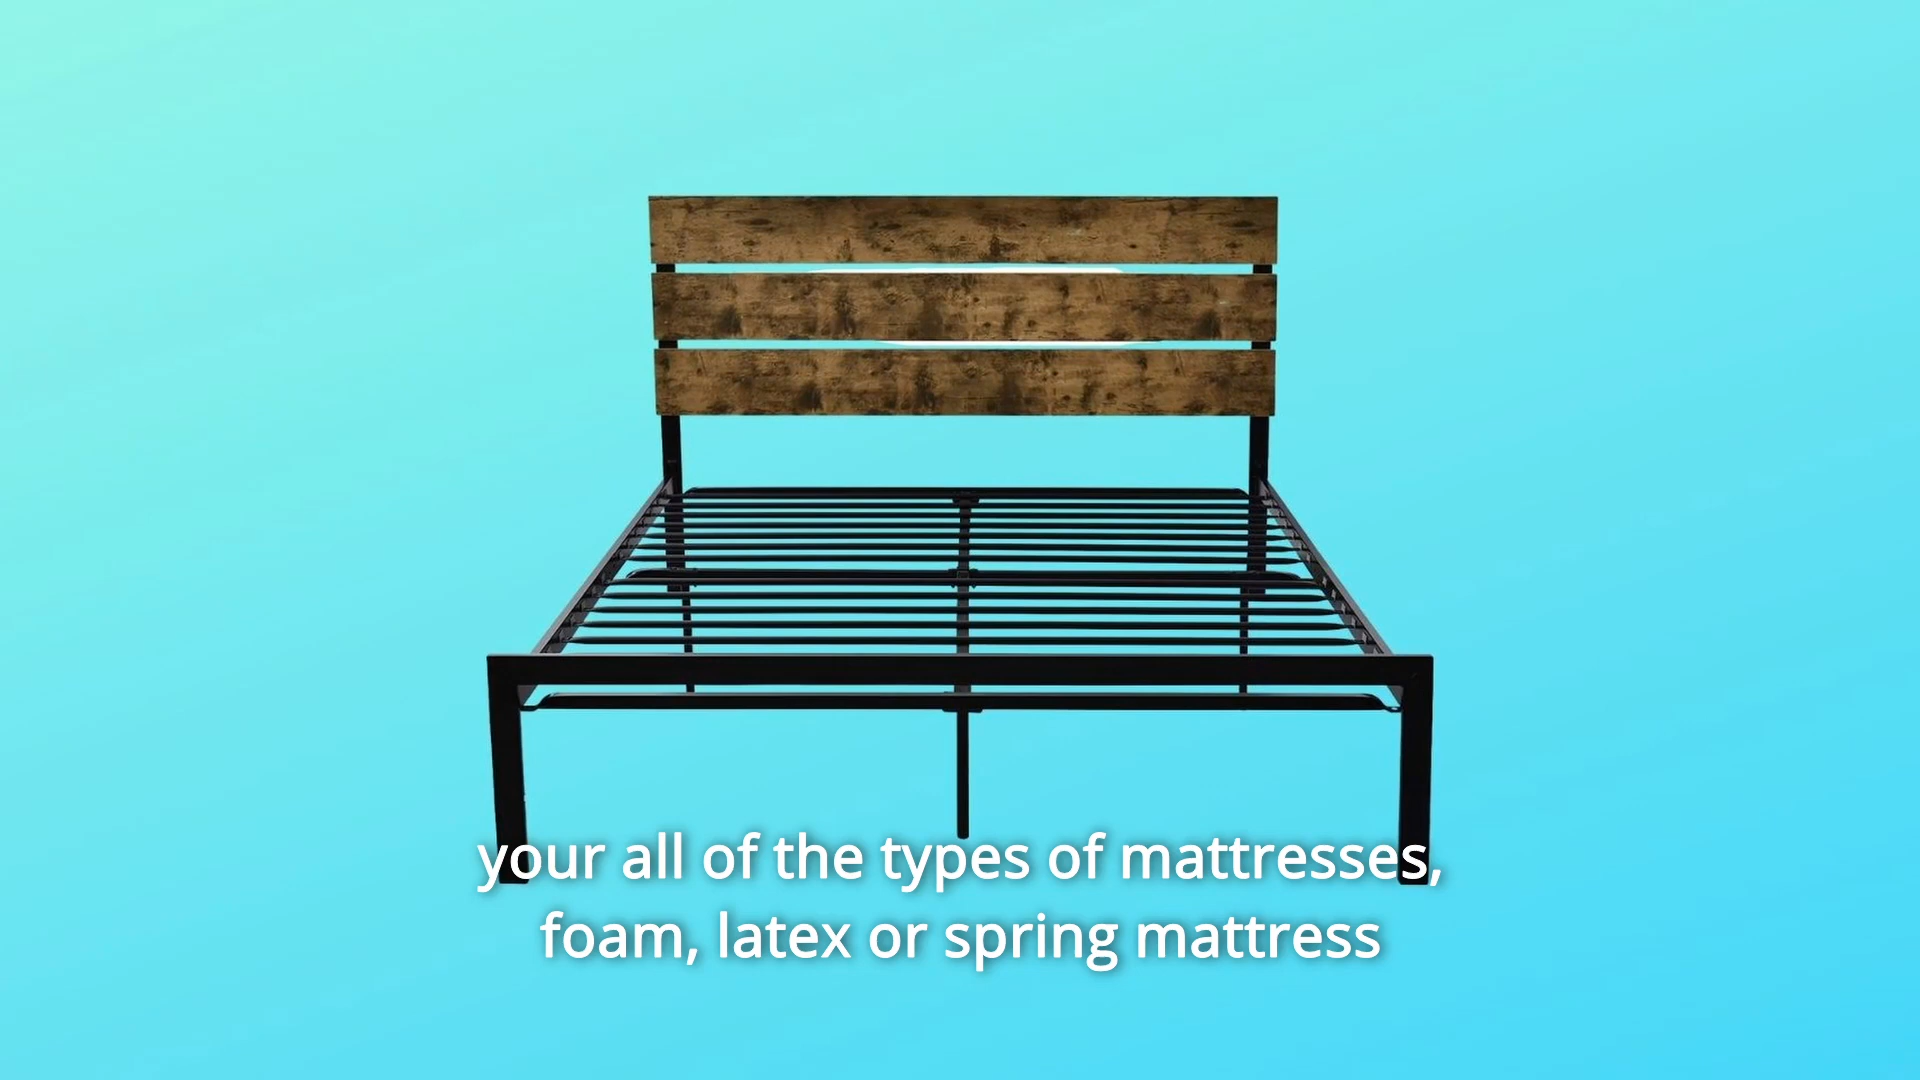 your all of the types of mattresses,
foam, latex or spring mattress